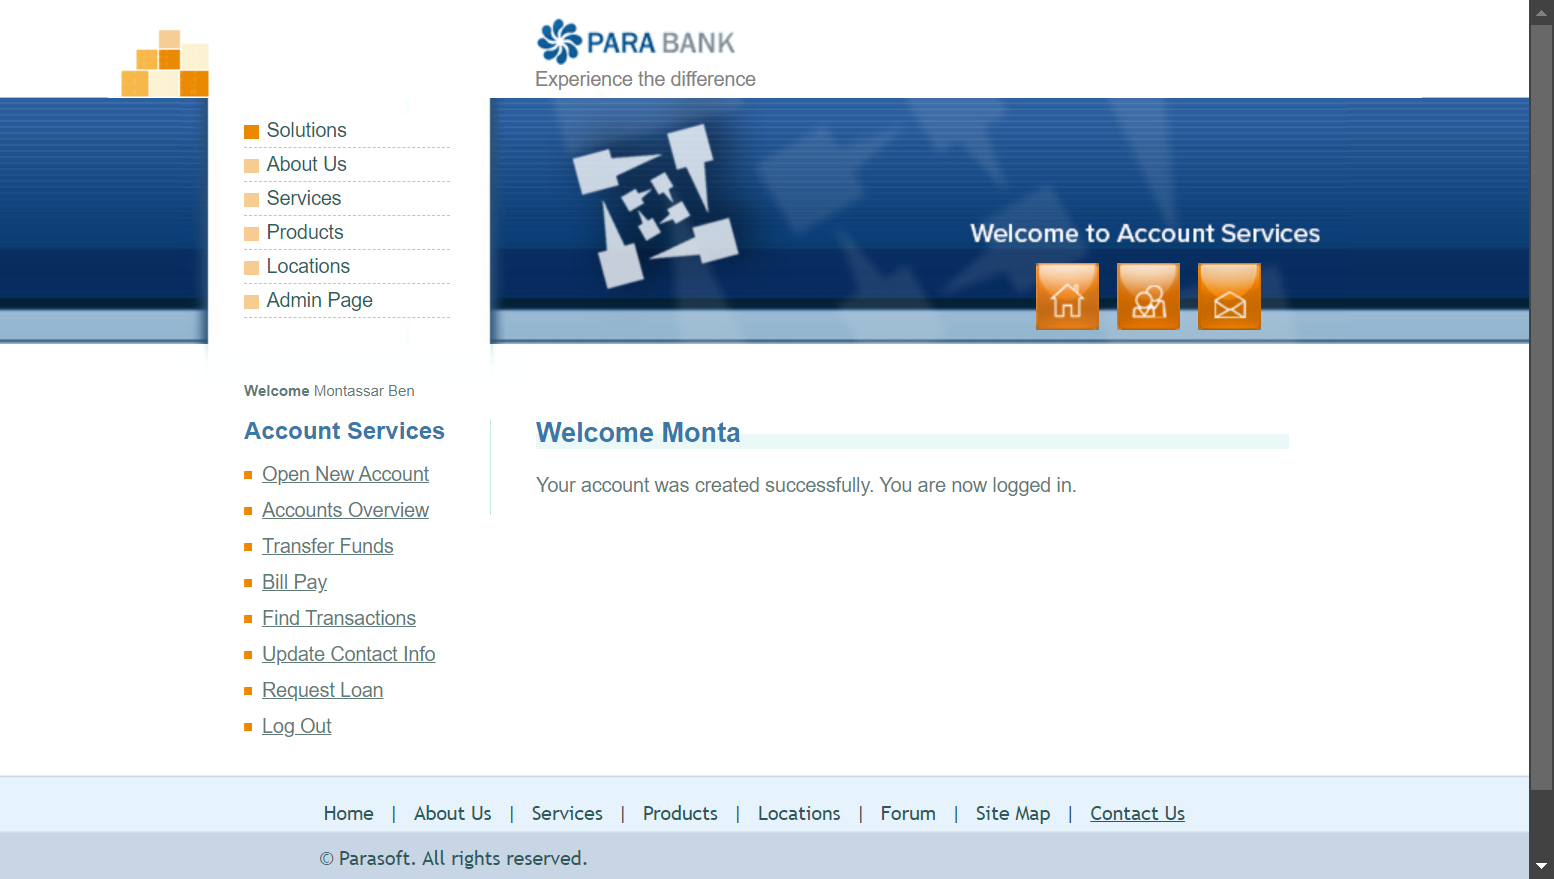 PARA BANK
Experience the difference
Solutions
About Us
Services
Products
Locations
Admin Page
Welcome to Account Services
Welcome Montassar Ben
Account Services
Open New Account
Accounts Overview
Transfer Funds
Bill Pay
Find Transactions
Update Contact Info
Request Loan
Log Out
Welcome Monta
Your account was created successfully. You are now logged in.
Home | About Us | Services | Products | Locations | Forum | Site Map | Contact Us
© Parasoft. All rights reserved.